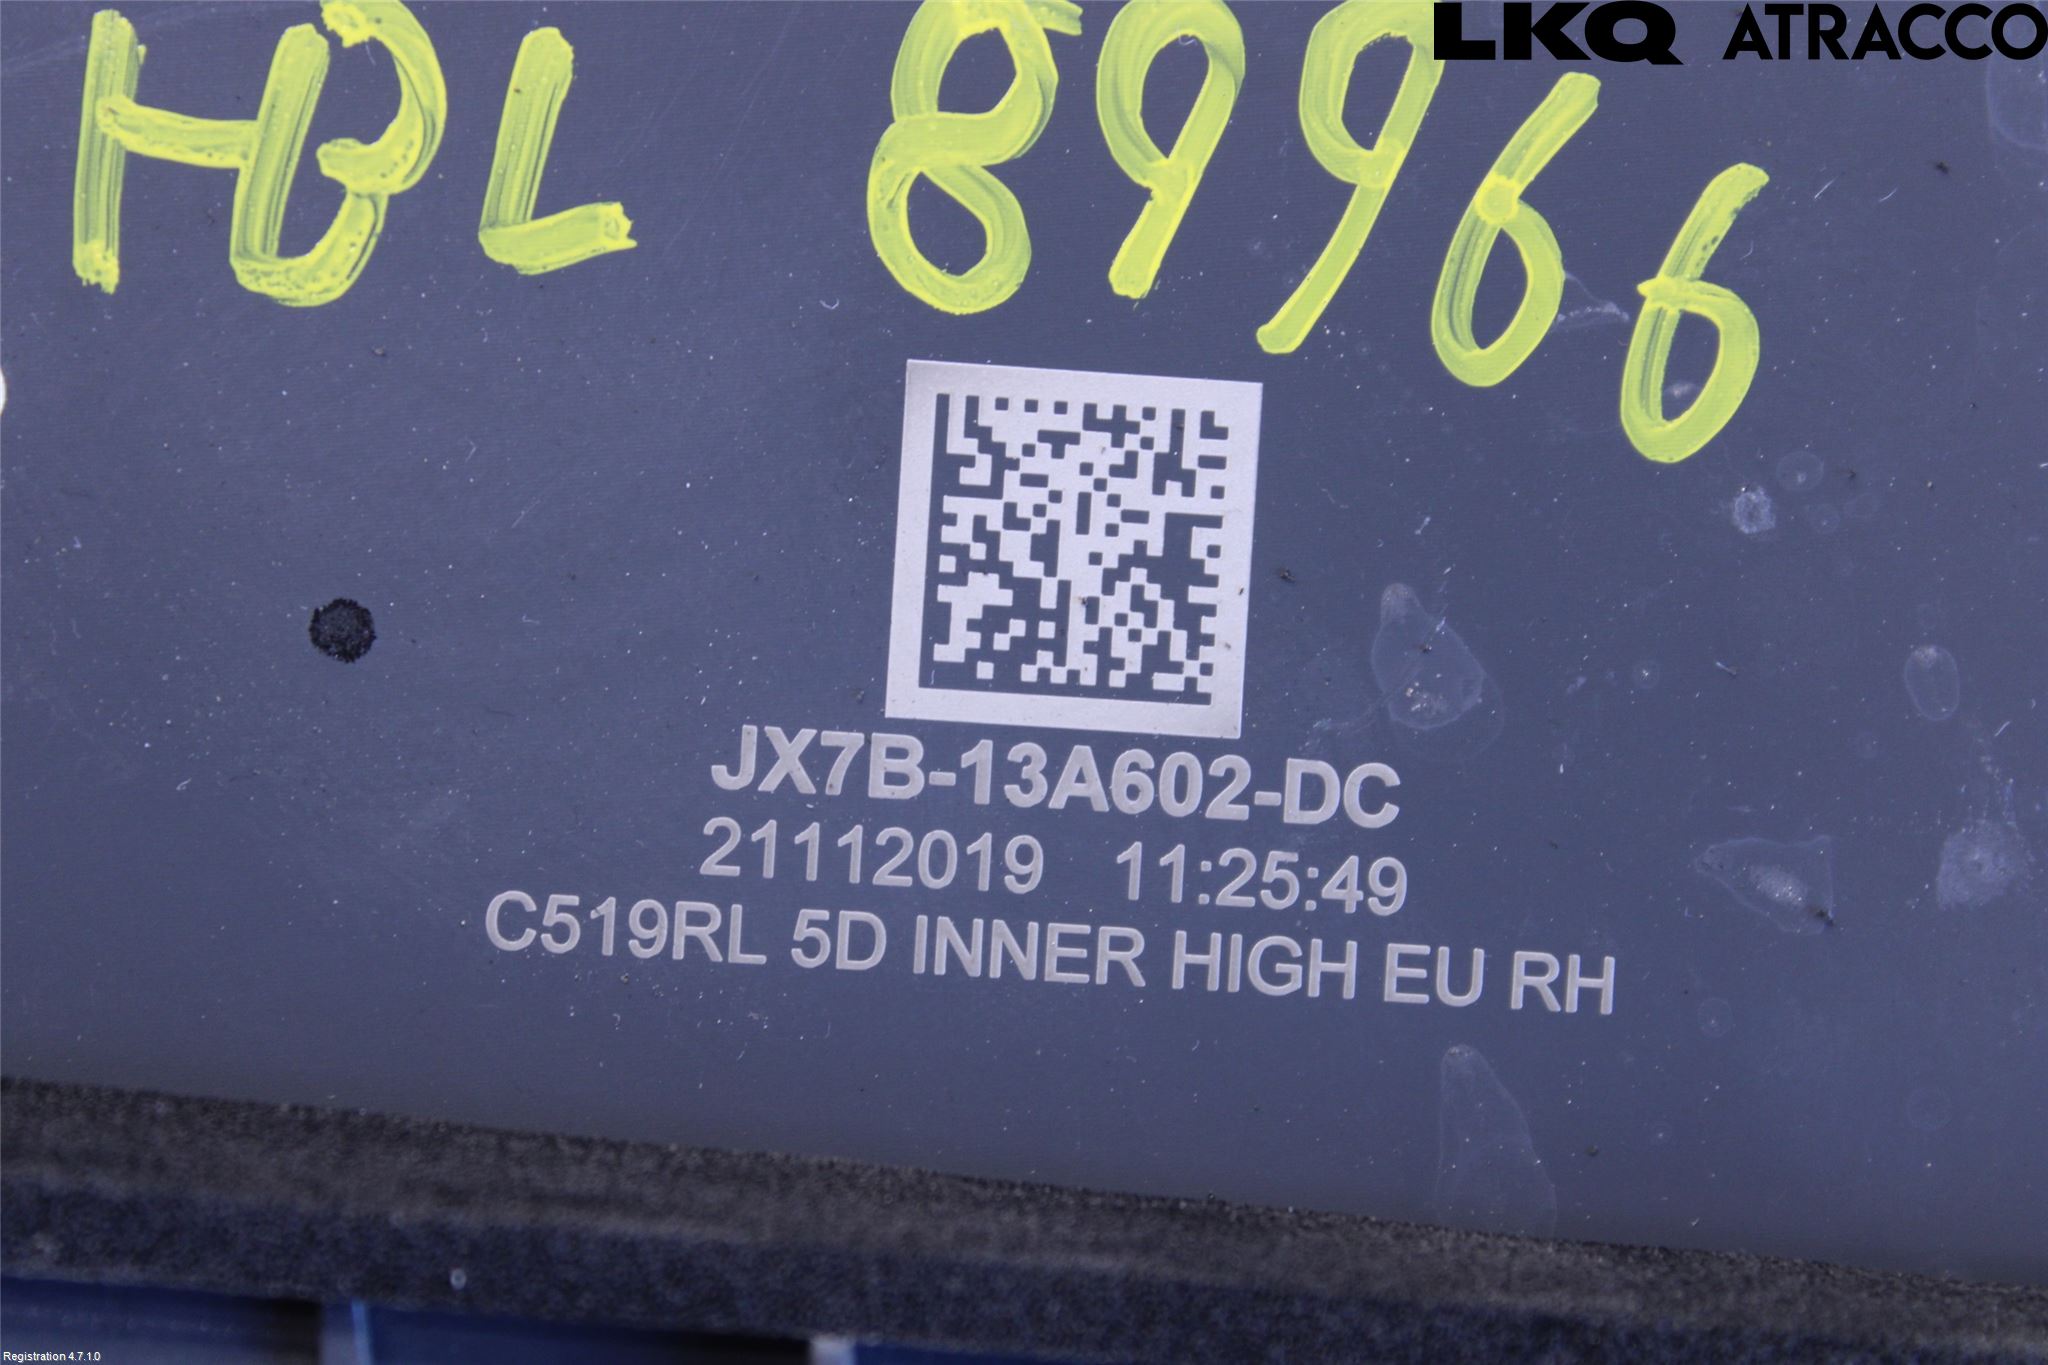 LKQ ATRACCO
HBL 89966
JX7B-13A602-DC
21112019 11:25:49
C519RL 5D INNER HIGH EU RH
Registration 4.7.1.0